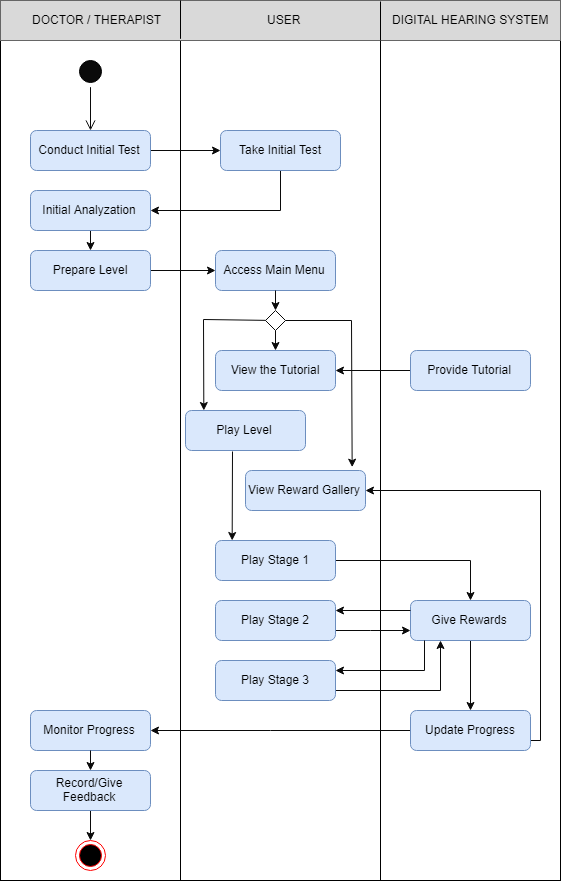 DOCTOR / THERAPIST
USER
DIGITAL HEARING SYSTEM
Conduct Initial Test
Take Initial Test
Initial Analyzation
Prepare Level
Access Main Menu
View the Tutorial
Provide Tutorial
Play Level
View Reward Gallery
Play Stage 1
Play Stage 2
Give Rewards
Play Stage 3
Monitor Progress
Update Progress
Record/Give
Feedback